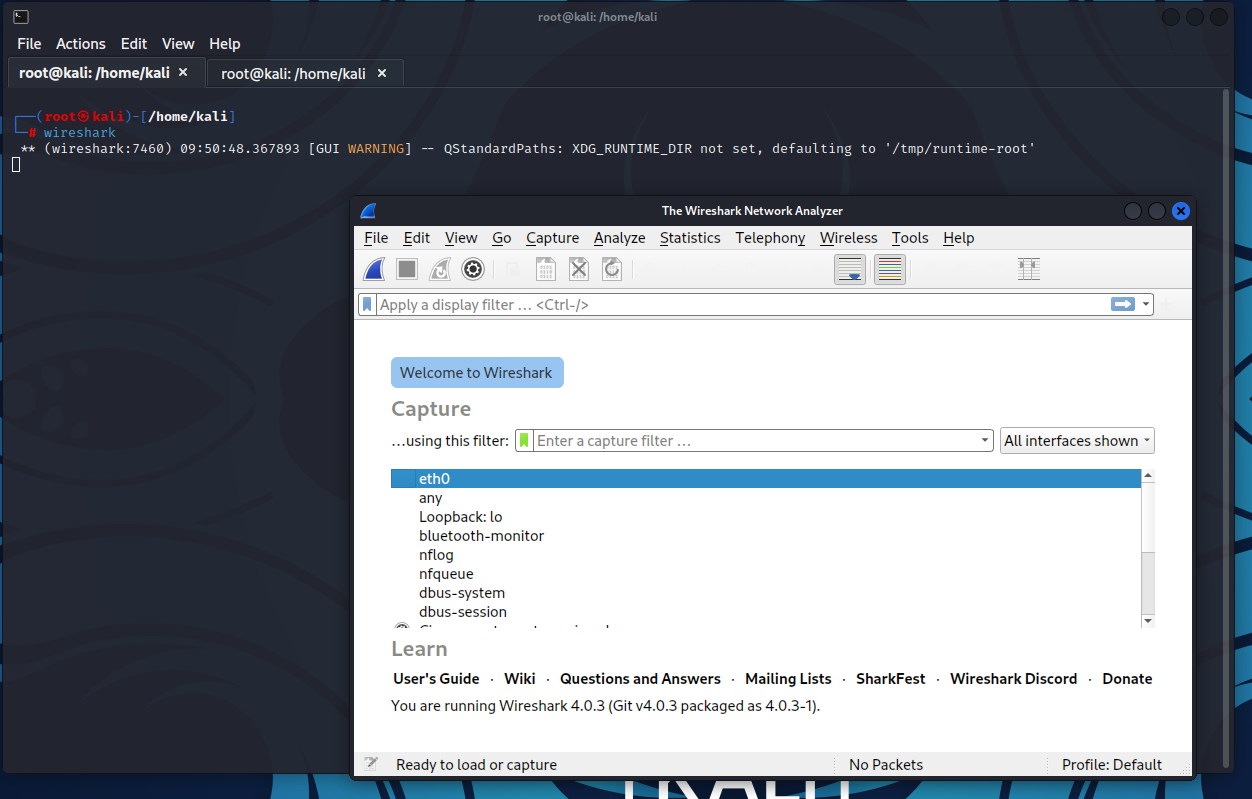 root@kali: /home/kali
File Actions Edit View Help
root@kali: /home/kali × root@kali: /home/kali ×
┌──(root㉿kali)-[/home/kali]
└─# wireshark
** (wireshark:7460) 09:50:48.367893 [GUI WARNING] -- QStandardPaths: XDG_RUNTIME_DIR not set, defaulting to '/tmp/runtime-root'
The Wireshark Network Analyzer
File Edit View Go Capture Analyze Statistics Telephony Wireless Tools Help
Apply a display filter … <Ctrl-/>
Welcome to Wireshark
Capture
…using this filter: Enter a capture filter … All interfaces shown
eth0
any
Loopback: lo
bluetooth-monitor
nflog
nfqueue
dbus-system
dbus-session
Learn
User's Guide · Wiki · Questions and Answers · Mailing Lists · SharkFest · Wireshark Discord · Donate
You are running Wireshark 4.0.3 (Git v4.0.3 packaged as 4.0.3-1).
Ready to load or capture No Packets Profile: Default